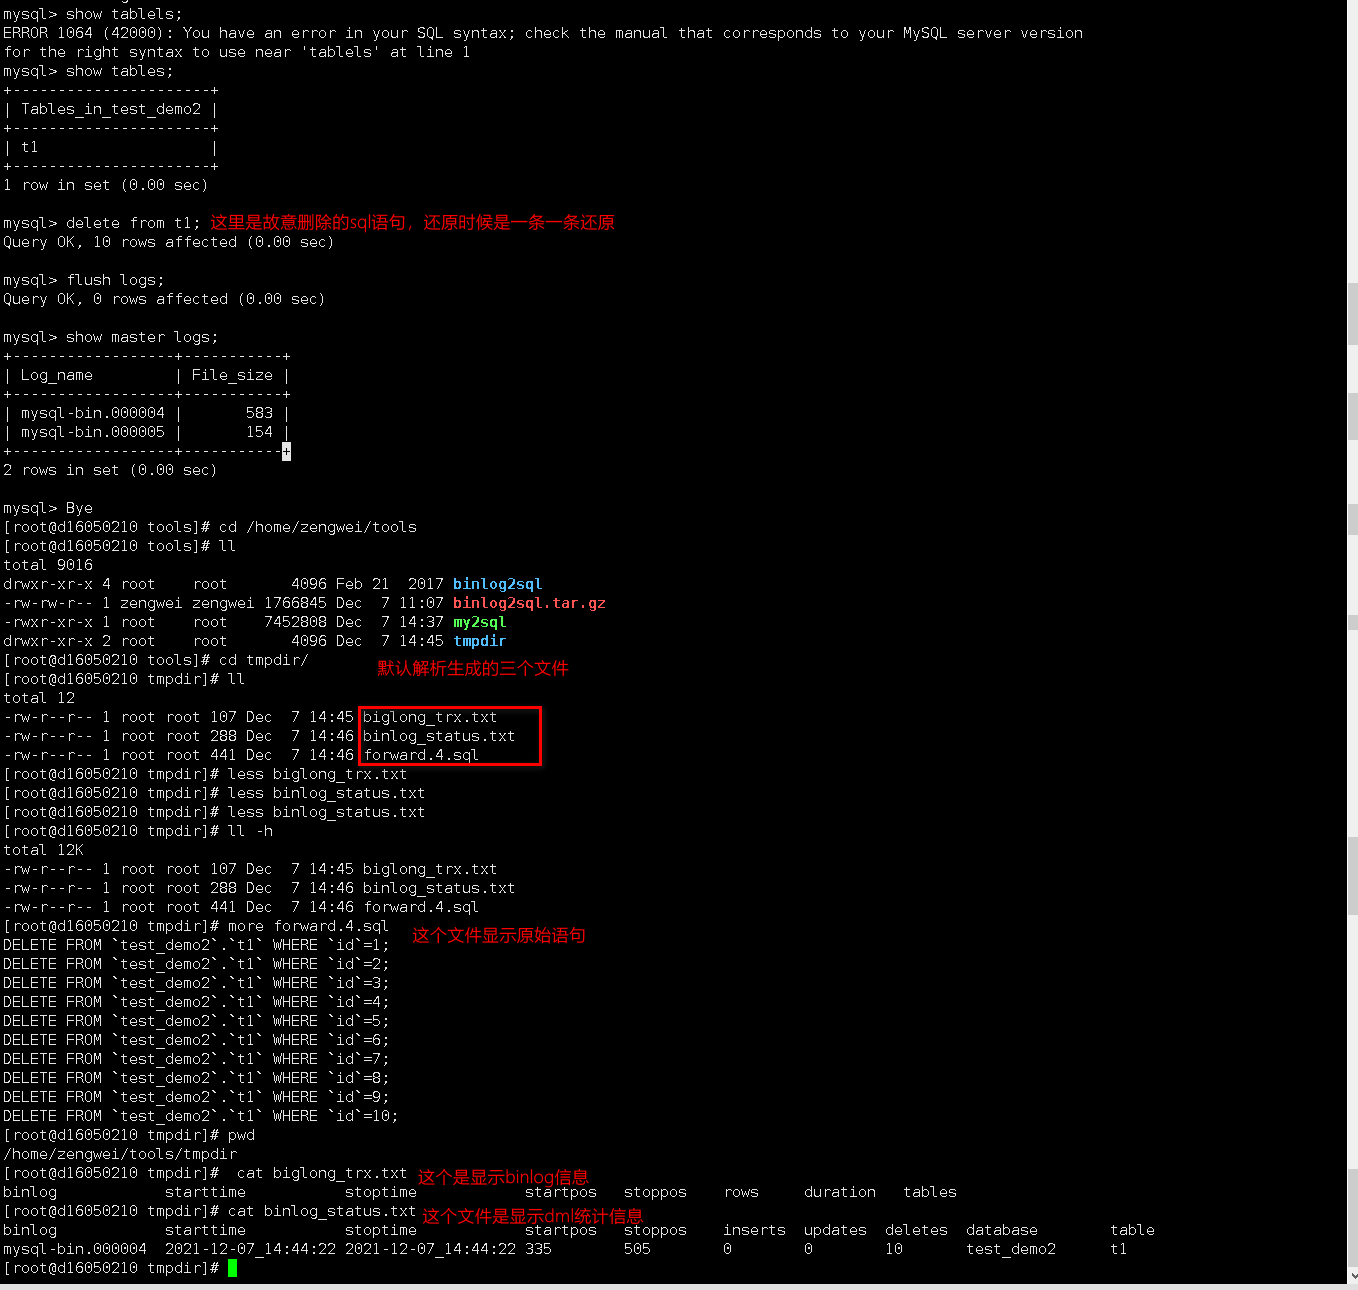 mysql> show tablels;
ERROR 1064 (42000): You have an error in your SQL syntax; check the manual that corresponds to your MySQL server version
for the right syntax to use near 'tablels' at line 1
mysql> show tables;
+----------------------+
| Tables_in_test_demo2 |
+----------------------+
| t1                   |
+----------------------+
1 row in set (0.00 sec)
mysql> delete from t1; 这里是故意删除的sql语句，还原时候是一条一条还原
Query OK, 10 rows affected (0.00 sec)
mysql> flush logs;
Query OK, 0 rows affected (0.00 sec)
mysql> show master logs;
+------------------+-----------+
| Log_name         | File_size |
+------------------+-----------+
| mysql-bin.000004 |       583 |
| mysql-bin.000005 |       154 |
+------------------+-----------+
2 rows in set (0.00 sec)
mysql> Bye
[root@d16050210 tools]# cd /home/zengwei/tools
[root@d16050210 tools]# ll
total 9016
drwxr-xr-x 4 root    root       4096 Feb 21  2017 binlog2sql
-rw-rw-r-- 1 zengwei zengwei 1766845 Dec  7 11:07 binlog2sql.tar.gz
-rwxr-xr-x 1 root    root    7452808 Dec  7 14:37 my2sql
drwxr-xr-x 2 root    root       4096 Dec  7 14:45 tmpdir
[root@d16050210 tools]# cd tmpdir/
默认解析生成的三个文件
[root@d16050210 tmpdir]# ll
total 12
-rw-r--r-- 1 root root 107 Dec  7 14:45 biglong_trx.txt
-rw-r--r-- 1 root root 288 Dec  7 14:46 binlog_status.txt
-rw-r--r-- 1 root root 441 Dec  7 14:46 forward.4.sql
[root@d16050210 tmpdir]# less biglong_trx.txt
[root@d16050210 tmpdir]# less binlog_status.txt
[root@d16050210 tmpdir]# less binlog_status.txt
[root@d16050210 tmpdir]# ll -h
total 12K
-rw-r--r-- 1 root root 107 Dec  7 14:45 biglong_trx.txt
-rw-r--r-- 1 root root 288 Dec  7 14:46 binlog_status.txt
-rw-r--r-- 1 root root 441 Dec  7 14:46 forward.4.sql
[root@d16050210 tmpdir]# more forward.4.sql
这个文件显示原始语句
DELETE FROM `test_demo2`.`t1` WHERE `id`=1;
DELETE FROM `test_demo2`.`t1` WHERE `id`=2;
DELETE FROM `test_demo2`.`t1` WHERE `id`=3;
DELETE FROM `test_demo2`.`t1` WHERE `id`=4;
DELETE FROM `test_demo2`.`t1` WHERE `id`=5;
DELETE FROM `test_demo2`.`t1` WHERE `id`=6;
DELETE FROM `test_demo2`.`t1` WHERE `id`=7;
DELETE FROM `test_demo2`.`t1` WHERE `id`=8;
DELETE FROM `test_demo2`.`t1` WHERE `id`=9;
DELETE FROM `test_demo2`.`t1` WHERE `id`=10;
[root@d16050210 tmpdir]# pwd
/home/zengwei/tools/tmpdir
[root@d16050210 tmpdir]#  cat biglong_trx.txt 这个是显示binlog信息
binlog            starttime           stoptime            startpos   stoppos    rows     duration   tables
[root@d16050210 tmpdir]# cat binlog_status.txt 这个文件是显示dml统计信息
binlog            starttime           stoptime            startpos   stoppos    inserts  updates  deletes  database        table
mysql-bin.000004  2021-12-07_14:44:22 2021-12-07_14:44:22 335        505        0        0        10       test_demo2      t1
[root@d16050210 tmpdir]#